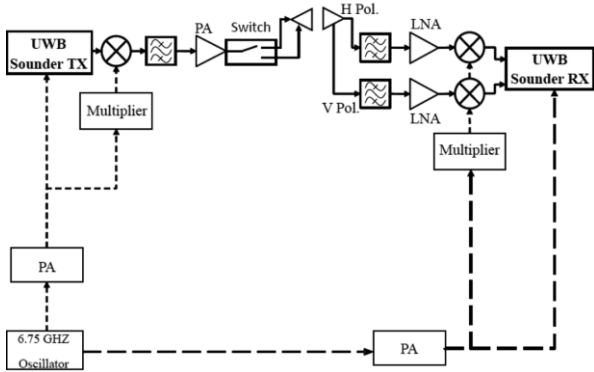 H Pol.
PA
Switch
LNA
UWB
Sounder TX
UWB
Sounder RX
V Pol.
LNA
Multiplier
Multiplier
PA
6.75 GHZ
Oscillator
PA